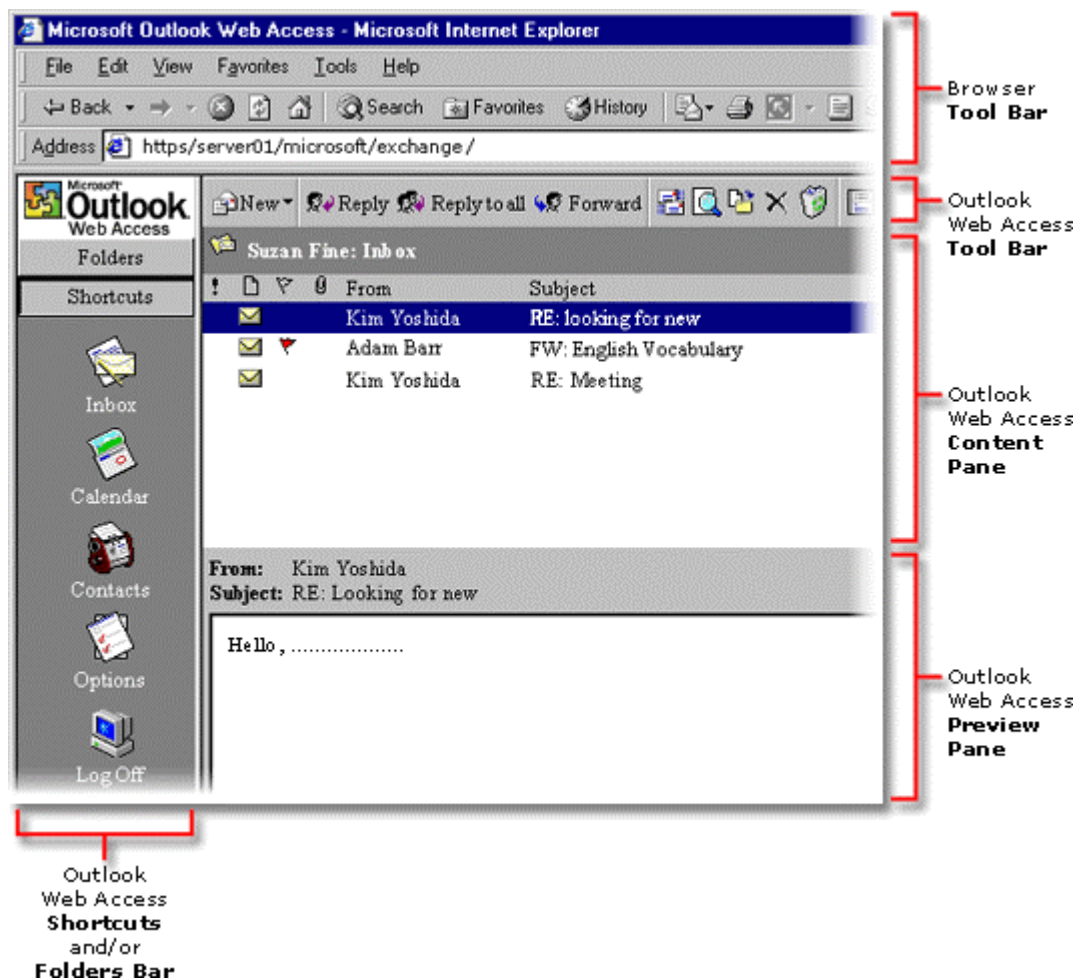 Microsoft Outlook Web Access - Microsoft Internet Explorer
File Edit View Favorites Tools Help
Back Search Favorites History
Address https/server01/microsoft/exchange/
Browser
Tool Bar
Microsoft
Outlook
Web Access
New Reply Reply to all Forward
Outlook
Web Access
Tool Bar
Folders
Shortcuts
Inbox
Calendar
Contacts
Options
Log Off
Suzan Fine: Inbox
! From Subject
Kim Yoshida RE: looking for new
Adam Barr FW: English Vocabulary
Kim Yoshida RE: Meeting
Outlook
Web Access
Content
Pane
From: Kim Yoshida
Subject: RE: Looking for new
Hello, ...................
Outlook
Web Access
Preview
Pane
Outlook
Web Access
Shortcuts
and/or
Folders Bar